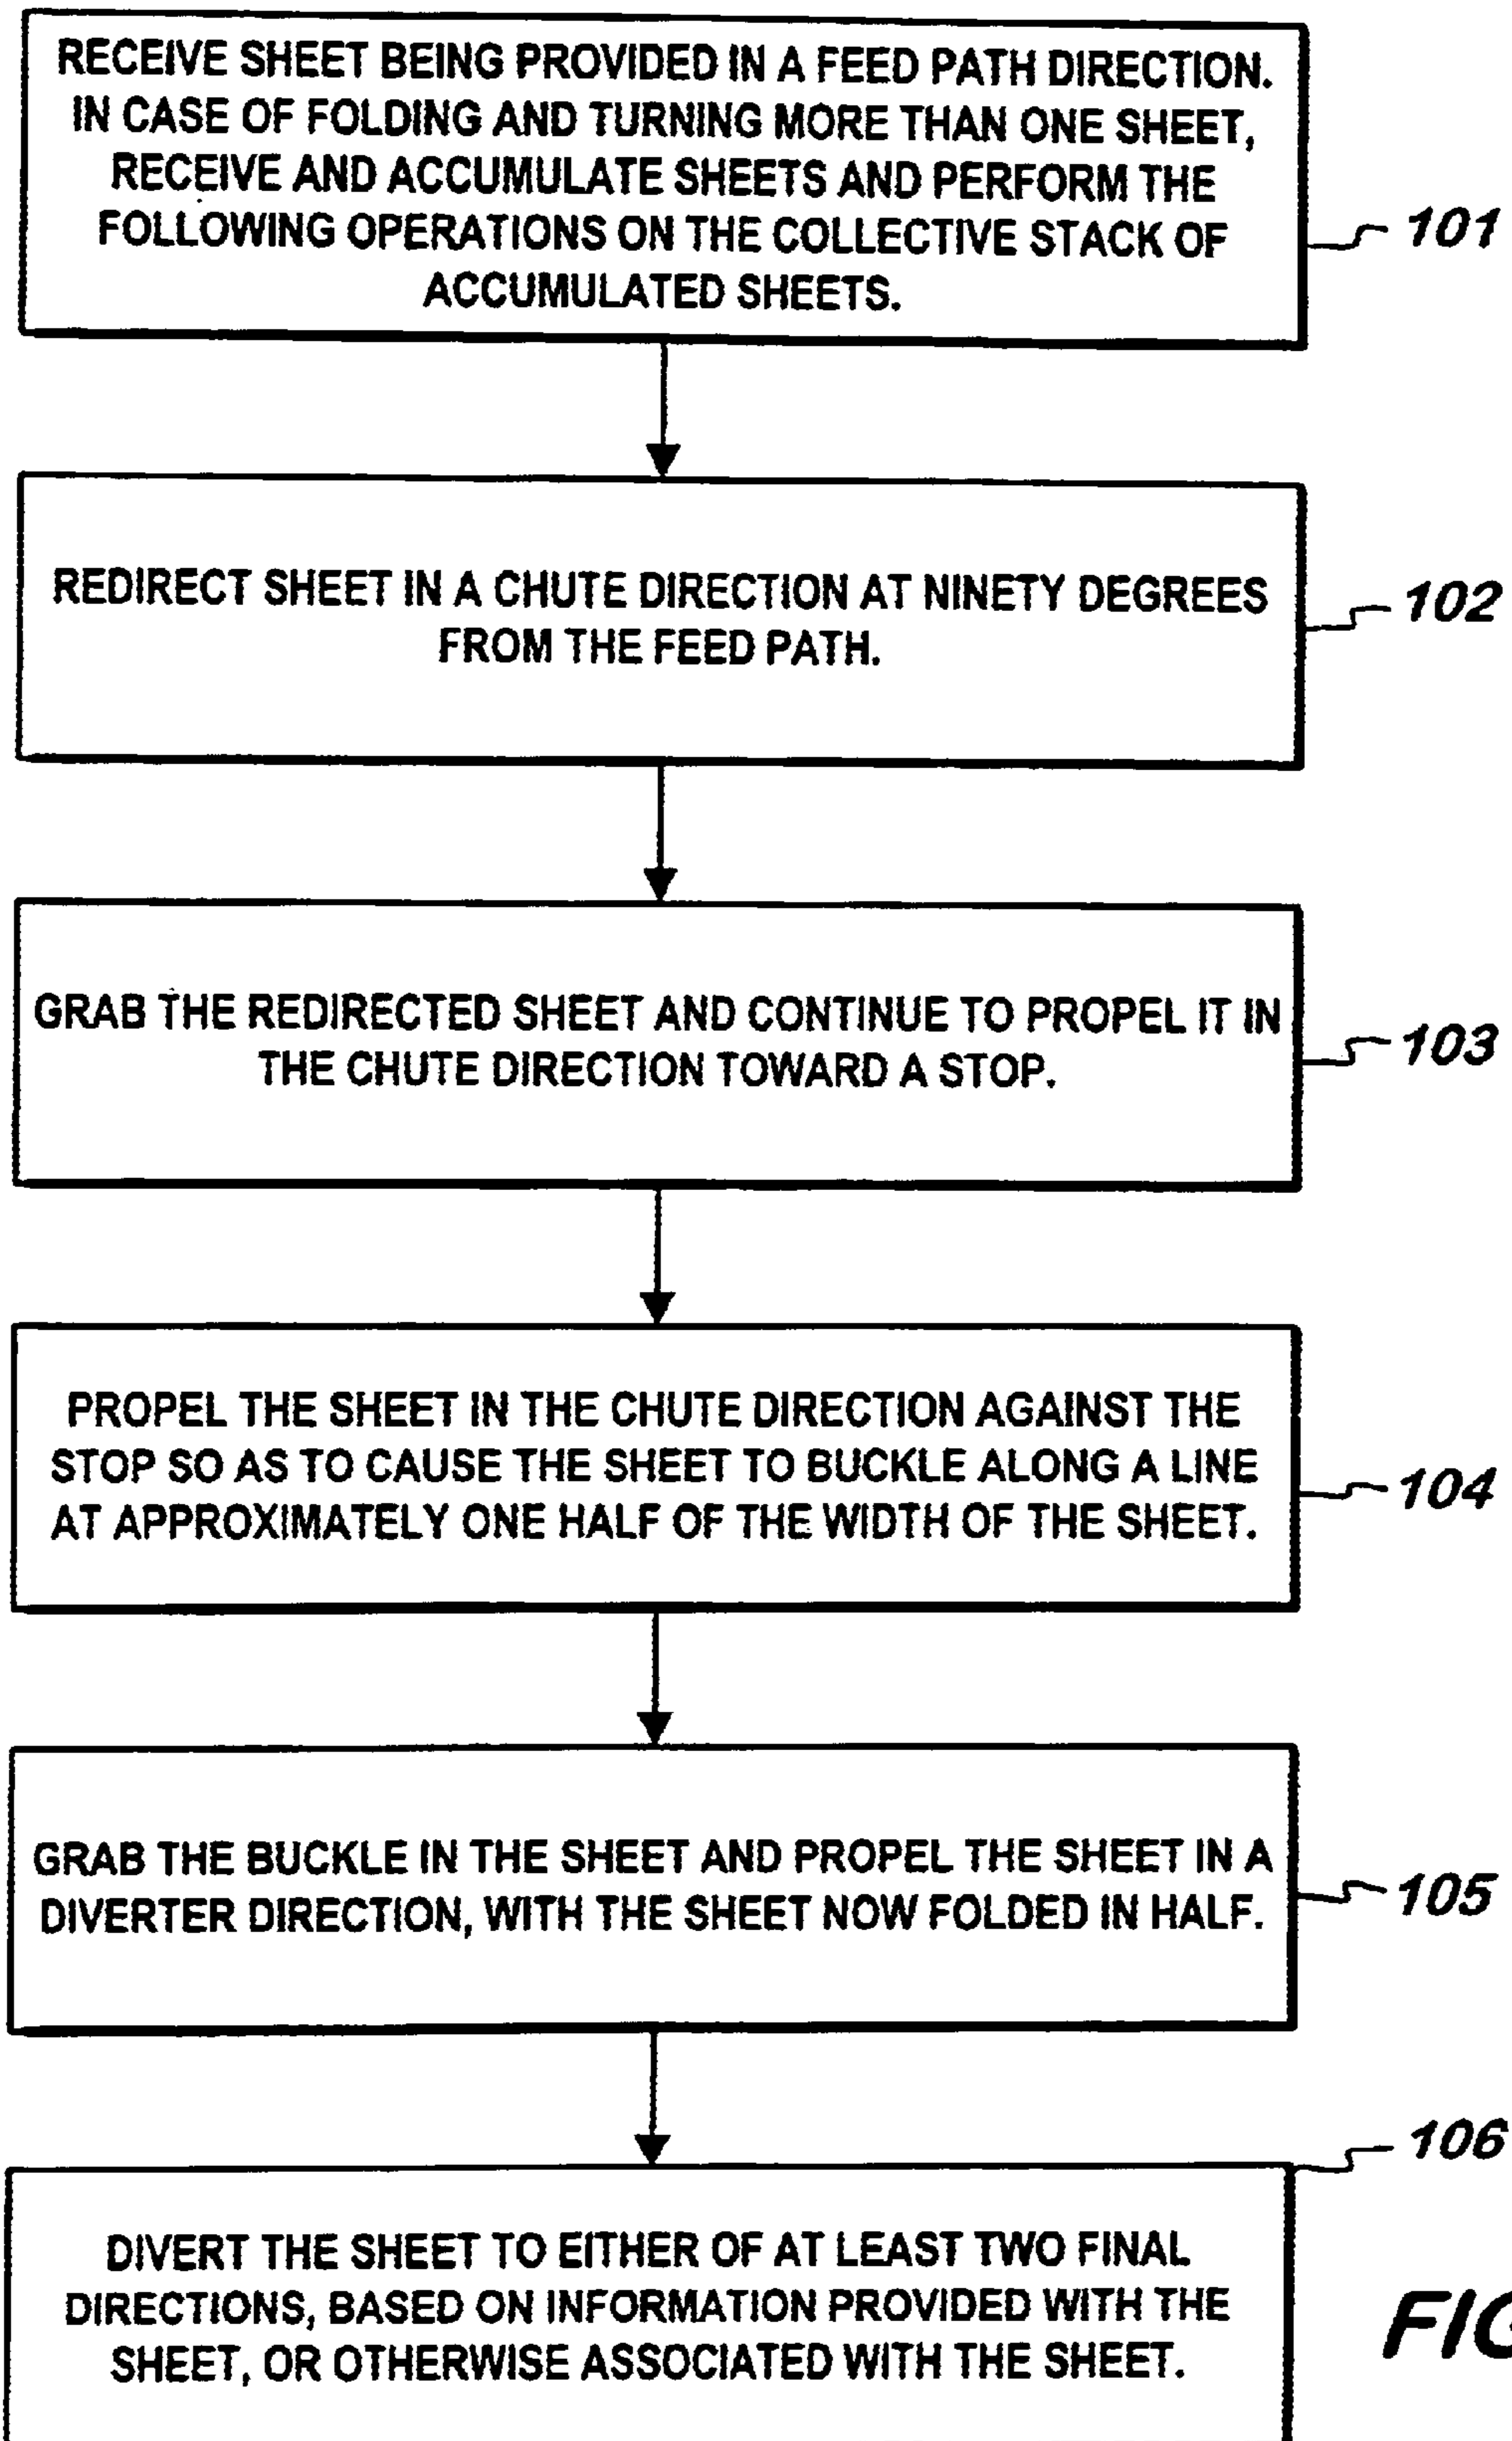 RECEIVE SHEET BEING PROVIDED IN A FEED PATH DIRECTION.
IN CASE OF FOLDING AND TURNING MORE THAN ONE SHEET,
RECEIVE AND ACCUMULATE SHEETS AND PERFORM THE
FOLLOWING OPERATIONS ON THE COLLECTIVE STACK OF
ACCUMULATED SHEETS.
101
REDIRECT SHEET IN A CHUTE DIRECTION AT NINETY DEGREES
FROM THE FEED PATH.
102
GRAB THE REDIRECTED SHEET AND CONTINUE TO PROPEL IT IN
THE CHUTE DIRECTION TOWARD A STOP.
103
PROPEL THE SHEET IN THE CHUTE DIRECTION AGAINST THE
STOP SO AS TO CAUSE THE SHEET TO BUCKLE ALONG A LINE
AT APPROXIMATELY ONE HALF OF THE WIDTH OF THE SHEET.
104
GRAB THE BUCKLE IN THE SHEET AND PROPEL THE SHEET IN A
DIVERTER DIRECTION, WITH THE SHEET NOW FOLDED IN HALF.
105
106
DIVERT THE SHEET TO EITHER OF AT LEAST TWO FINAL
DIRECTIONS, BASED ON INFORMATION PROVIDED WITH THE
SHEET, OR OTHERWISE ASSOCIATED WITH THE SHEET.
FIG